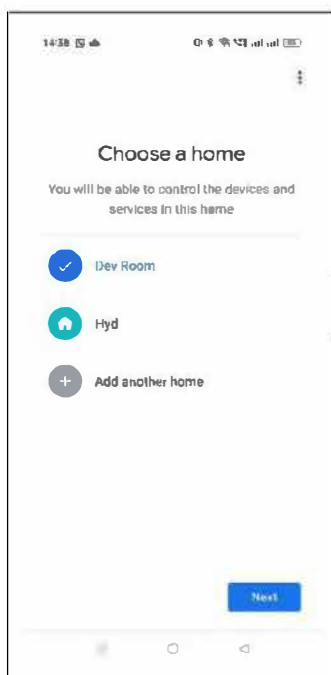 14:38
Choose a home
You will be able to control the devices and
services in this home
Dev Room
Hyd
Add another home
Next